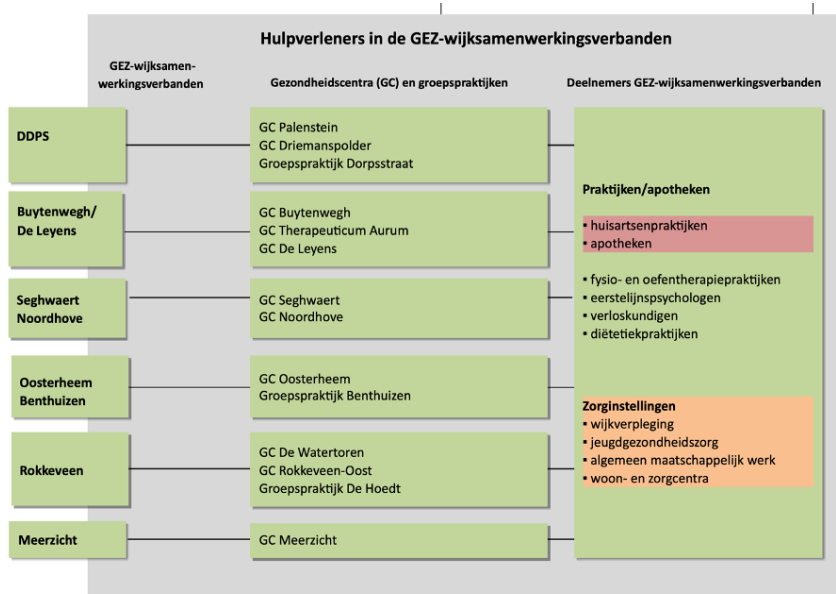 Hulpverleners in de GEZ-wijksamenwerkingsverbanden
GEZ-wijksamen-
werkingsverbanden
Gezondheidscentra (GC) en groepspraktijken
Deelnemers GEZ-wijksamenwerkingsverbanden
DDPS
GC Palenstein
GC Driemanspolder
Groepspraktijk Dorpsstraat
Buytenwegh/
De Leyens
GC Buytenwegh
GC Therapeuticum Aurum
GC De Leyens
Seghwaert
Noordhove
GC Seghwaert
GC Noordhove
Oosterheem
Benthuizen
GC Oosterheem
Groepspraktijk Benthuizen
Rokkeveen
GC De Watertoren
GC Rokkeveen-Oost
Groepspraktijk De Hoedt
Meerzicht
GC Meerzicht
Praktijken/apotheken
▪ huisartsenpraktijken
▪ apotheken
▪ fysio- en oefentherapiepraktijken
▪ eerstelijnspsychologen
▪ verloskundigen
▪ diëtetiekpraktijken
Zorginstellingen
▪ wijkverpleging
▪ jeugdgezondheidszorg
▪ algemeen maatschappelijk werk
▪ woon- en zorgcentra